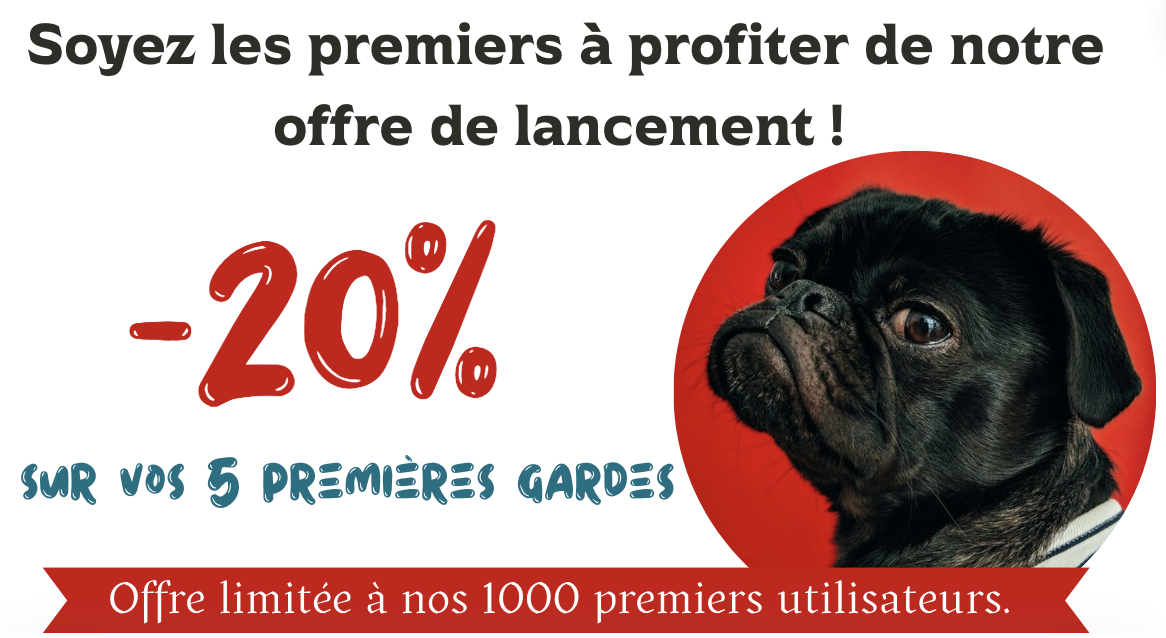 Soyez les premiers à profiter de notre
offre de lancement !
-20%
SUR VOS 5 PREMIÈRES GARDES
Offre limitée à nos 1000 premiers utilisateurs.